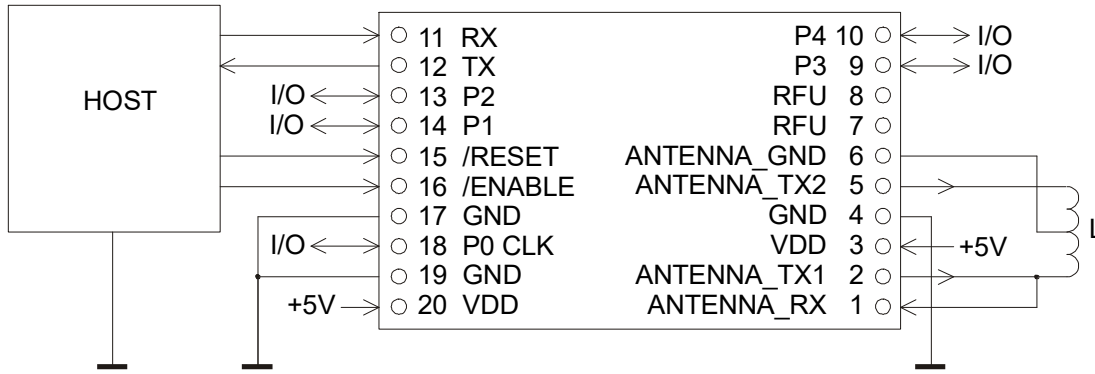 11 RX
P4 10
I/O
12 TX
P3 9
I/O
HOST
I/O
13 P2
RFU 8
I/O
14 P1
RFU 7
15 /RESET
ANTENNA_GND 6
16 /ENABLE
ANTENNA_TX2 5
17 GND
GND 4
L
I/O
18 P0 CLK
VDD 3
+5V
19 GND
ANTENNA_TX1 2
+5V
20 VDD
ANTENNA_RX 1